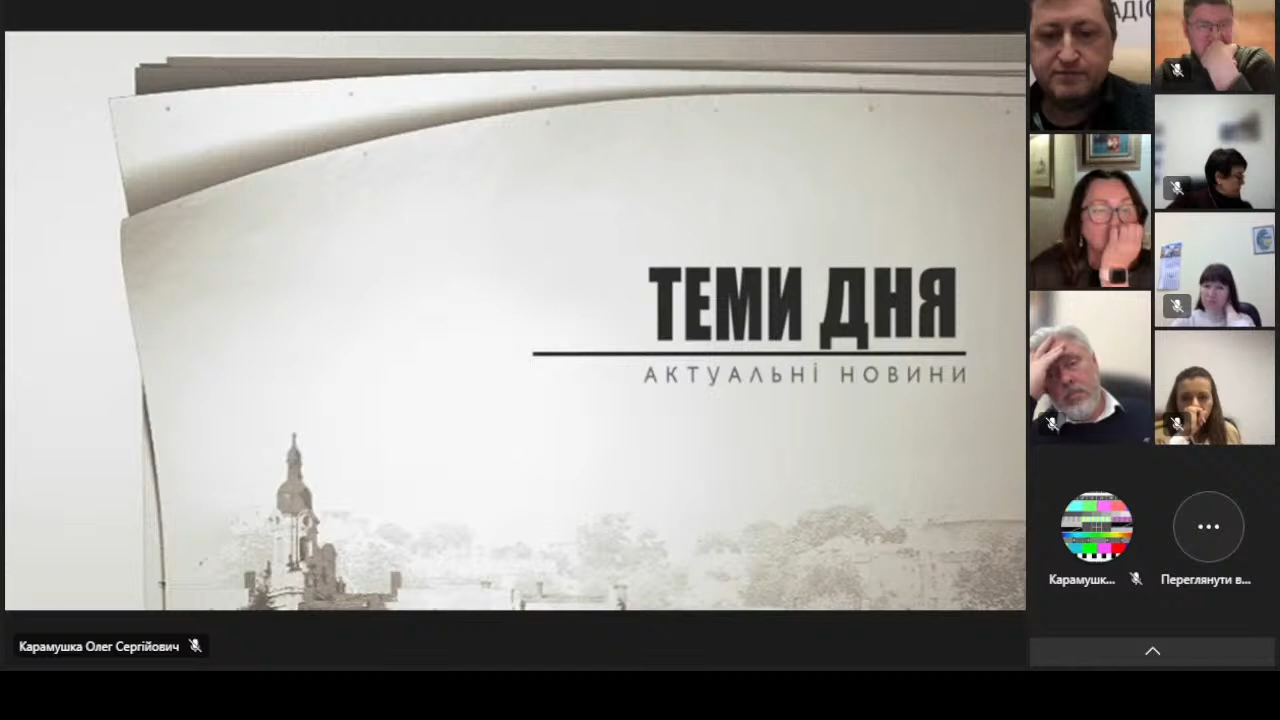 ТЕМИ ДНЯ
АКТУАЛЬНІ НОВИНИ
Карамушк...
Переглянути в...
Карамушка Олег Сергійович